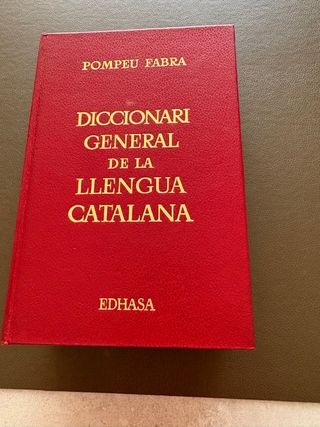 POMPEU FABRA
DICCIONARI
GENERAL
DE LA
LLENGUA
CATALANA
EDHASA